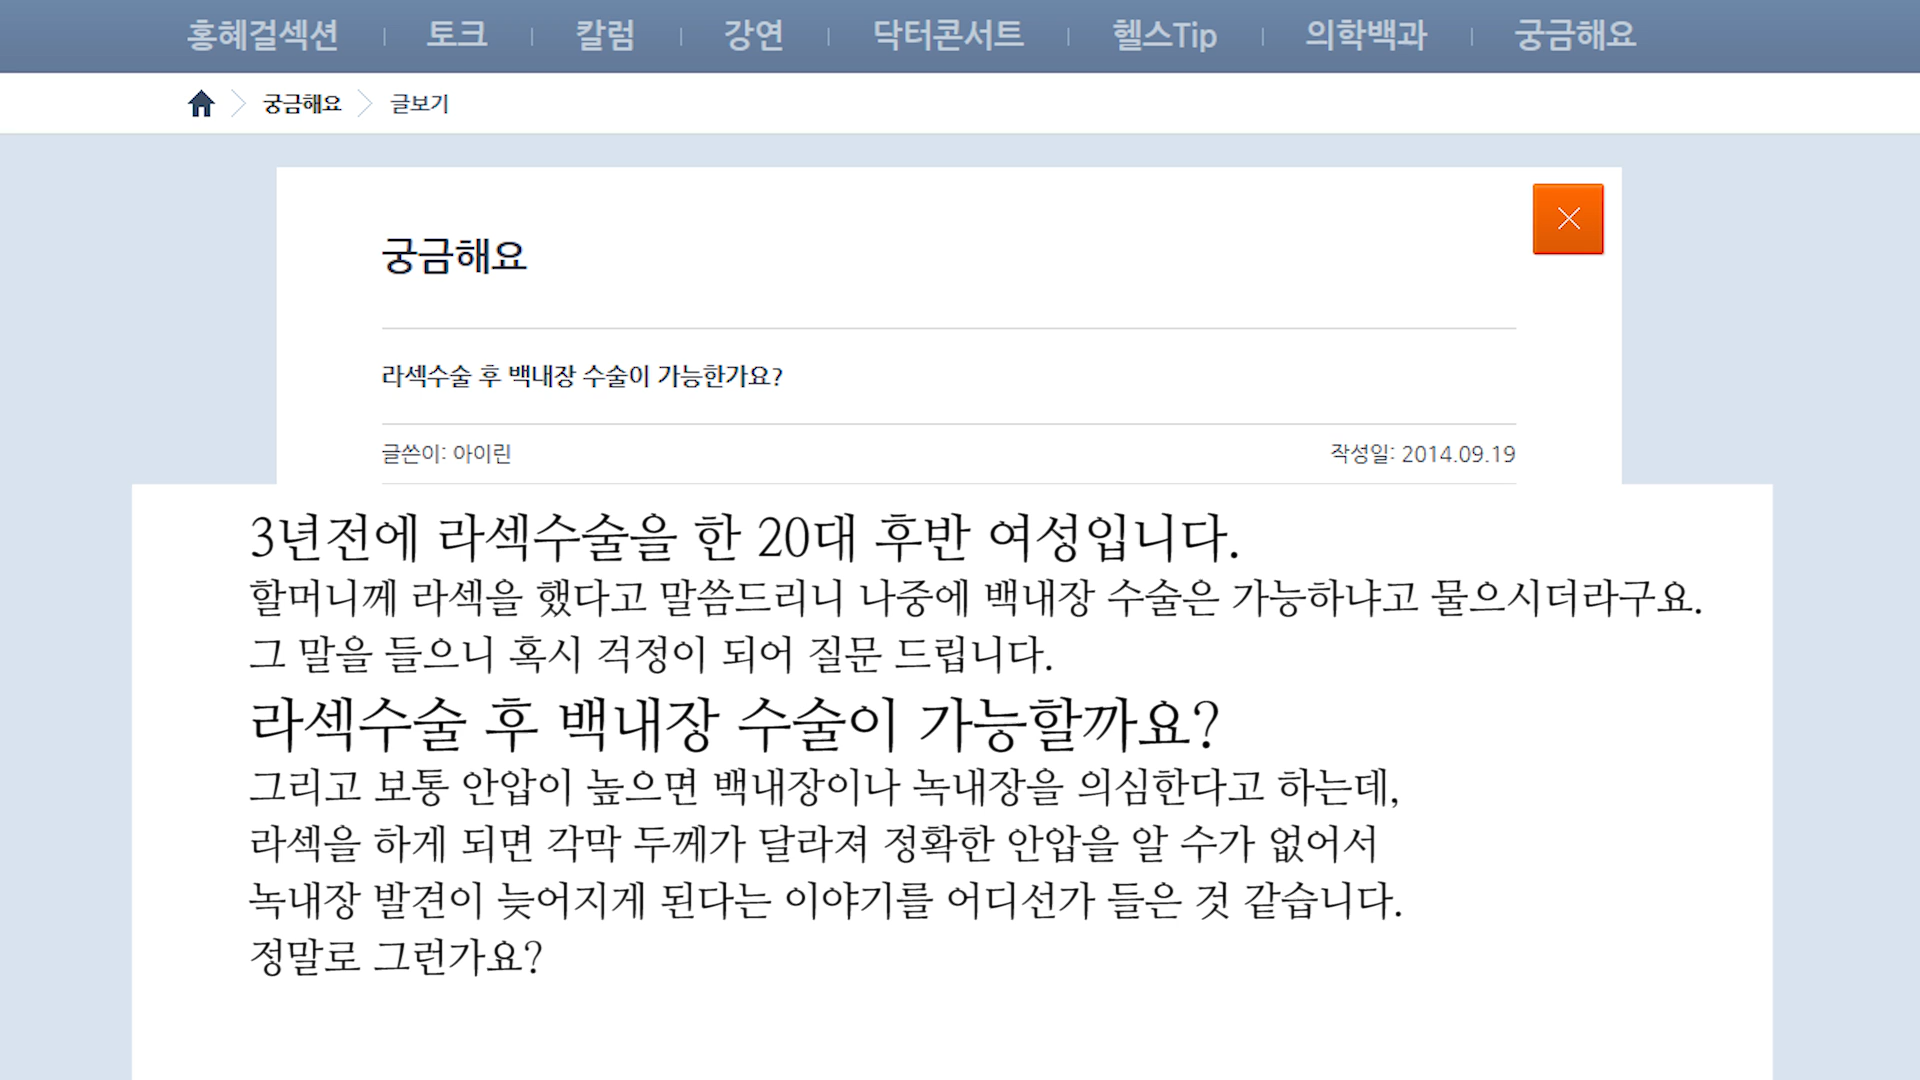 홍혜걸섹션 토크 칼럼 강연 닥터콘서트 헬스Tip 의학백과 궁금해요
궁금해요 글보기
궁금해요
라섹수술 후 백내장 수술이 가능한가요?
글쓴이: 아이린 작성일: 2014.09.19
3년전에 라섹수술을 한 20대 후반 여성입니다.
할머니께 라섹을 했다고 말씀드리니 나중에 백내장 수술은 가능하냐고 물으시더라구요.
그 말을 들으니 혹시 걱정이 되어 질문 드립니다.
라섹수술 후 백내장 수술이 가능할까요?
그리고 보통 안압이 높으면 백내장이나 녹내장을 의심한다고 하는데,
라섹을 하게 되면 각막 두께가 달라져 정확한 안압을 알 수가 없어서
녹내장 발견이 늦어지게 된다는 이야기를 어디선가 들은 것 같습니다.
정말로 그런가요?